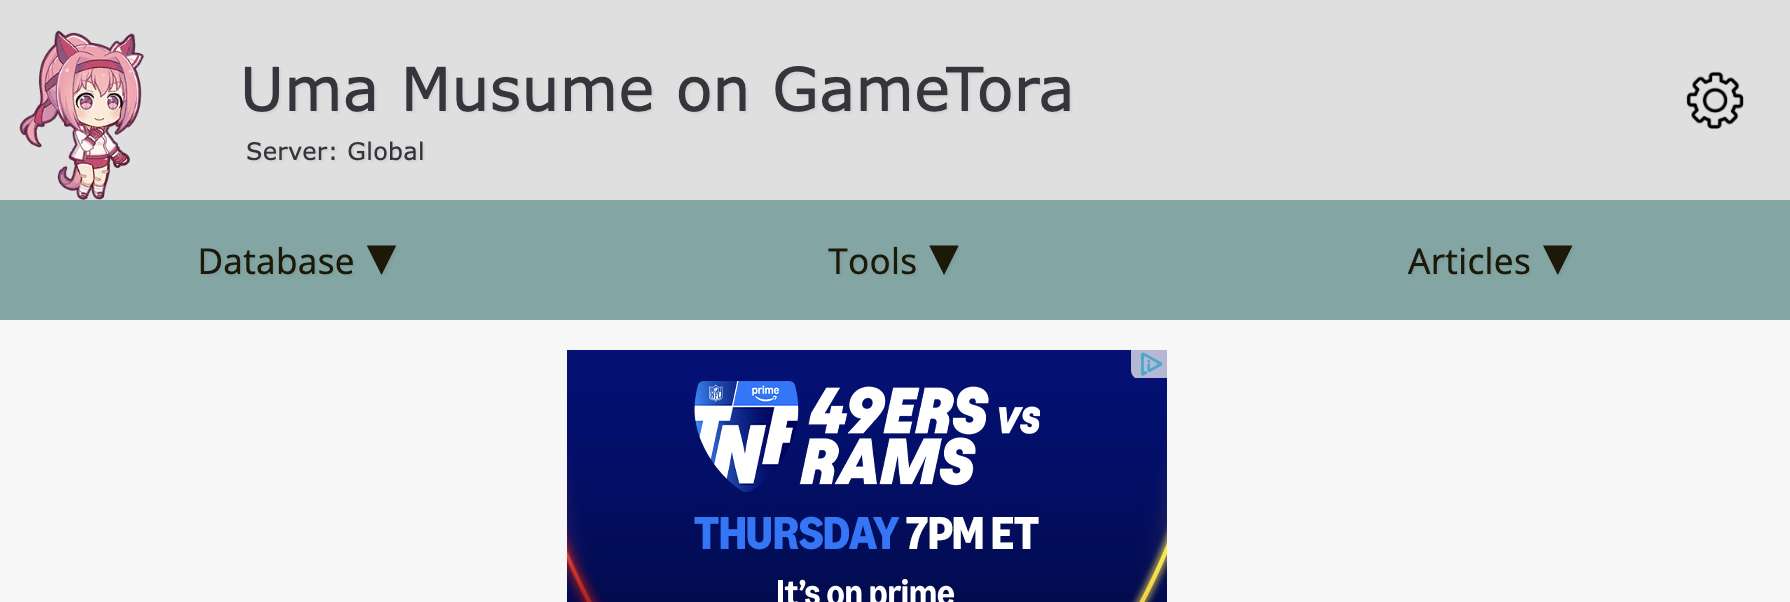 Uma Musume on GameTora
Server: Global
Database ▼
Tools ▼
Articles ▼
NFL prime
TNF
49ERS VS
RAMS
THURSDAY 7PM ET
It's on prime